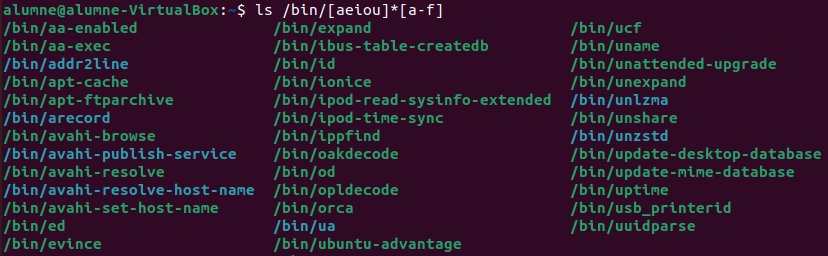 alumne@alumne-VirtualBox:~$ ls /bin/[aeiou]*[a-f]
/bin/aa-enabled /bin/expand /bin/ucf
/bin/aa-exec /bin/ibus-table-createdb /bin/uname
/bin/addr2line /bin/id /bin/unattended-upgrade
/bin/apt-cache /bin/ionice /bin/unexpand
/bin/apt-ftparchive /bin/ipod-read-sysinfo-extended /bin/unlzma
/bin/arecord /bin/ipod-time-sync /bin/unshare
/bin/avahi-browse /bin/ippfind /bin/unzstd
/bin/avahi-publish-service /bin/oakdecode /bin/update-desktop-database
/bin/avahi-resolve /bin/od /bin/update-mime-database
/bin/avahi-resolve-host-name /bin/opldecode /bin/uptime
/bin/avahi-set-host-name /bin/orca /bin/usb_printerid
/bin/ed /bin/ua /bin/uuidparse
/bin/evince /bin/ubuntu-advantage